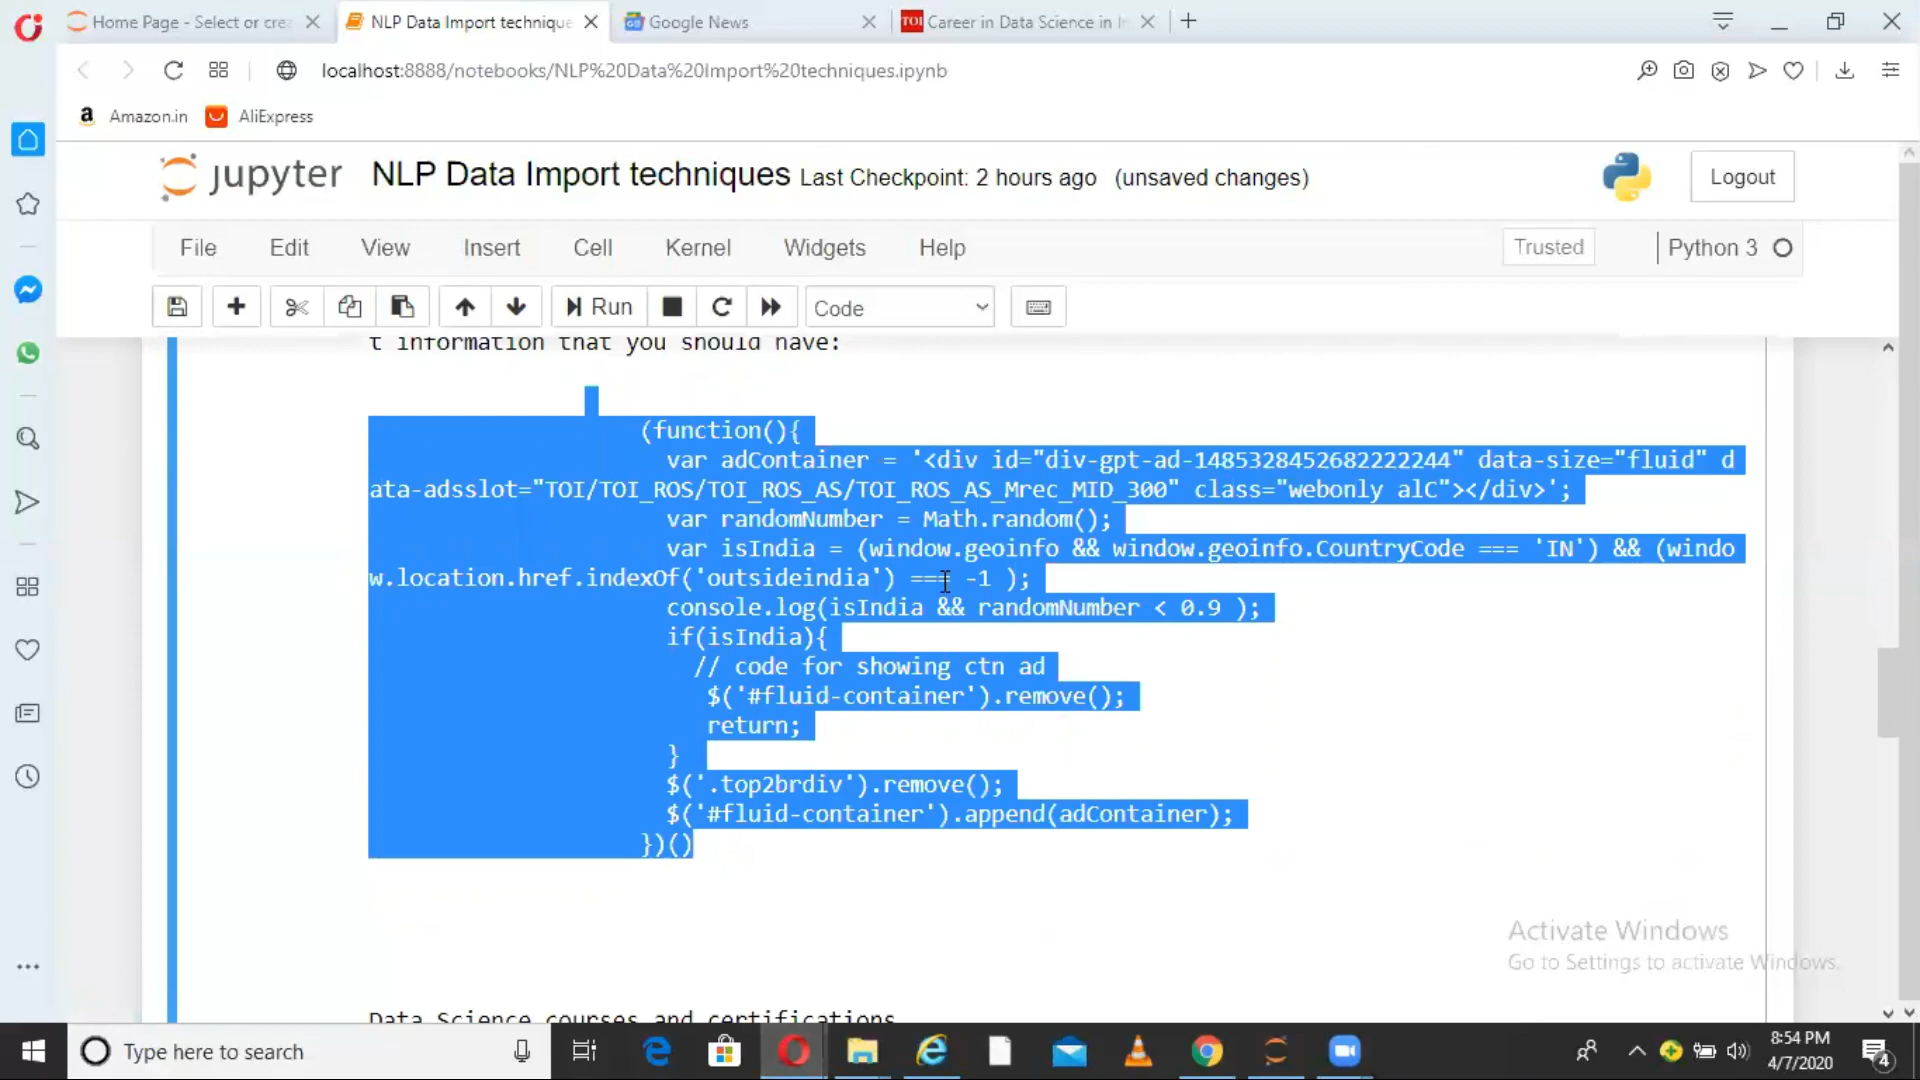 Home Page - Select or cre
NLP Data Import technique
Google News
TOI Career in Data Science in I
localhost:8888/notebooks/NLP%20Data%20Import%20techniques.ipynb
a Amazon.in AliExpress
jupyter NLP Data Import techniques Last Checkpoint: 2 hours ago (unsaved changes)
Logout
File Edit View Insert Cell Kernel Widgets Help Trusted Python 3
Run Code
t information that you should have:
(function(){
var adContainer = '<div id="div-gpt-ad-1485328452682222244" data-size="fluid" d
ata-adsslot="TOI/TOI_ROS/TOI_ROS_AS/TOI_ROS_AS_Mrec_MID_300" class="webonly alC"></div>';
var randomNumber = Math.random();
var isIndia = (window.geoinfo && window.geoinfo.CountryCode === 'IN') && (windo
w.location.href.indexOf('outsideindia') === -1 );
console.log(isIndia && randomNumber < 0.9 );
if(isIndia){
// code for showing ctn ad
$('#fluid-container').remove();
return;
}
$('.top2brdiv').remove();
$('#fluid-container').append(adContainer);
})()
Activate Windows
Go to Settings to activate Windows.
Data Science courses and certifications
Type here to search
8:54 PM
4/7/2020
4